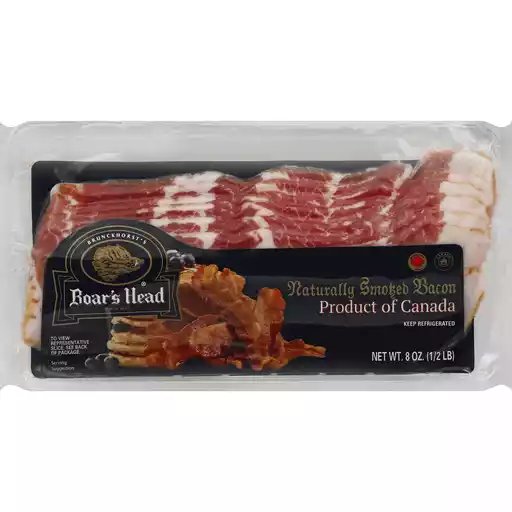 BRUNCKHORST'S
Boar's Head®
Naturally Smoked Bacon
Product of Canada
KEEP REFRIGERATED
TO VIEW
REPRESENTATIVE
SLICE, SEE BACK
OF PACKAGE.
Serving
Suggestion
NET WT. 8 OZ. (1/2 LB)